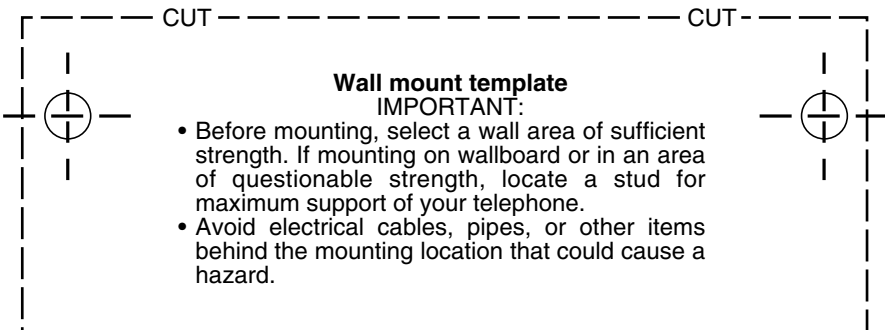 CUT CUT
Wall mount template
IMPORTANT:
• Before mounting, select a wall area of sufficient
strength. If mounting on wallboard or in an area
of questionable strength, locate a stud for
maximum support of your telephone.
• Avoid electrical cables, pipes, or other items
behind the mounting location that could cause a
hazard.